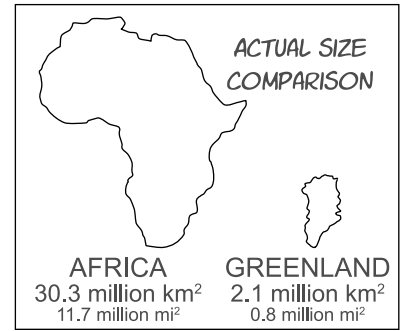 ACTUAL SIZE
COMPARISON
AFRICA
30.3 million km²
11.7 million mi²
GREENLAND
2.1 million km²
0.8 million mi²